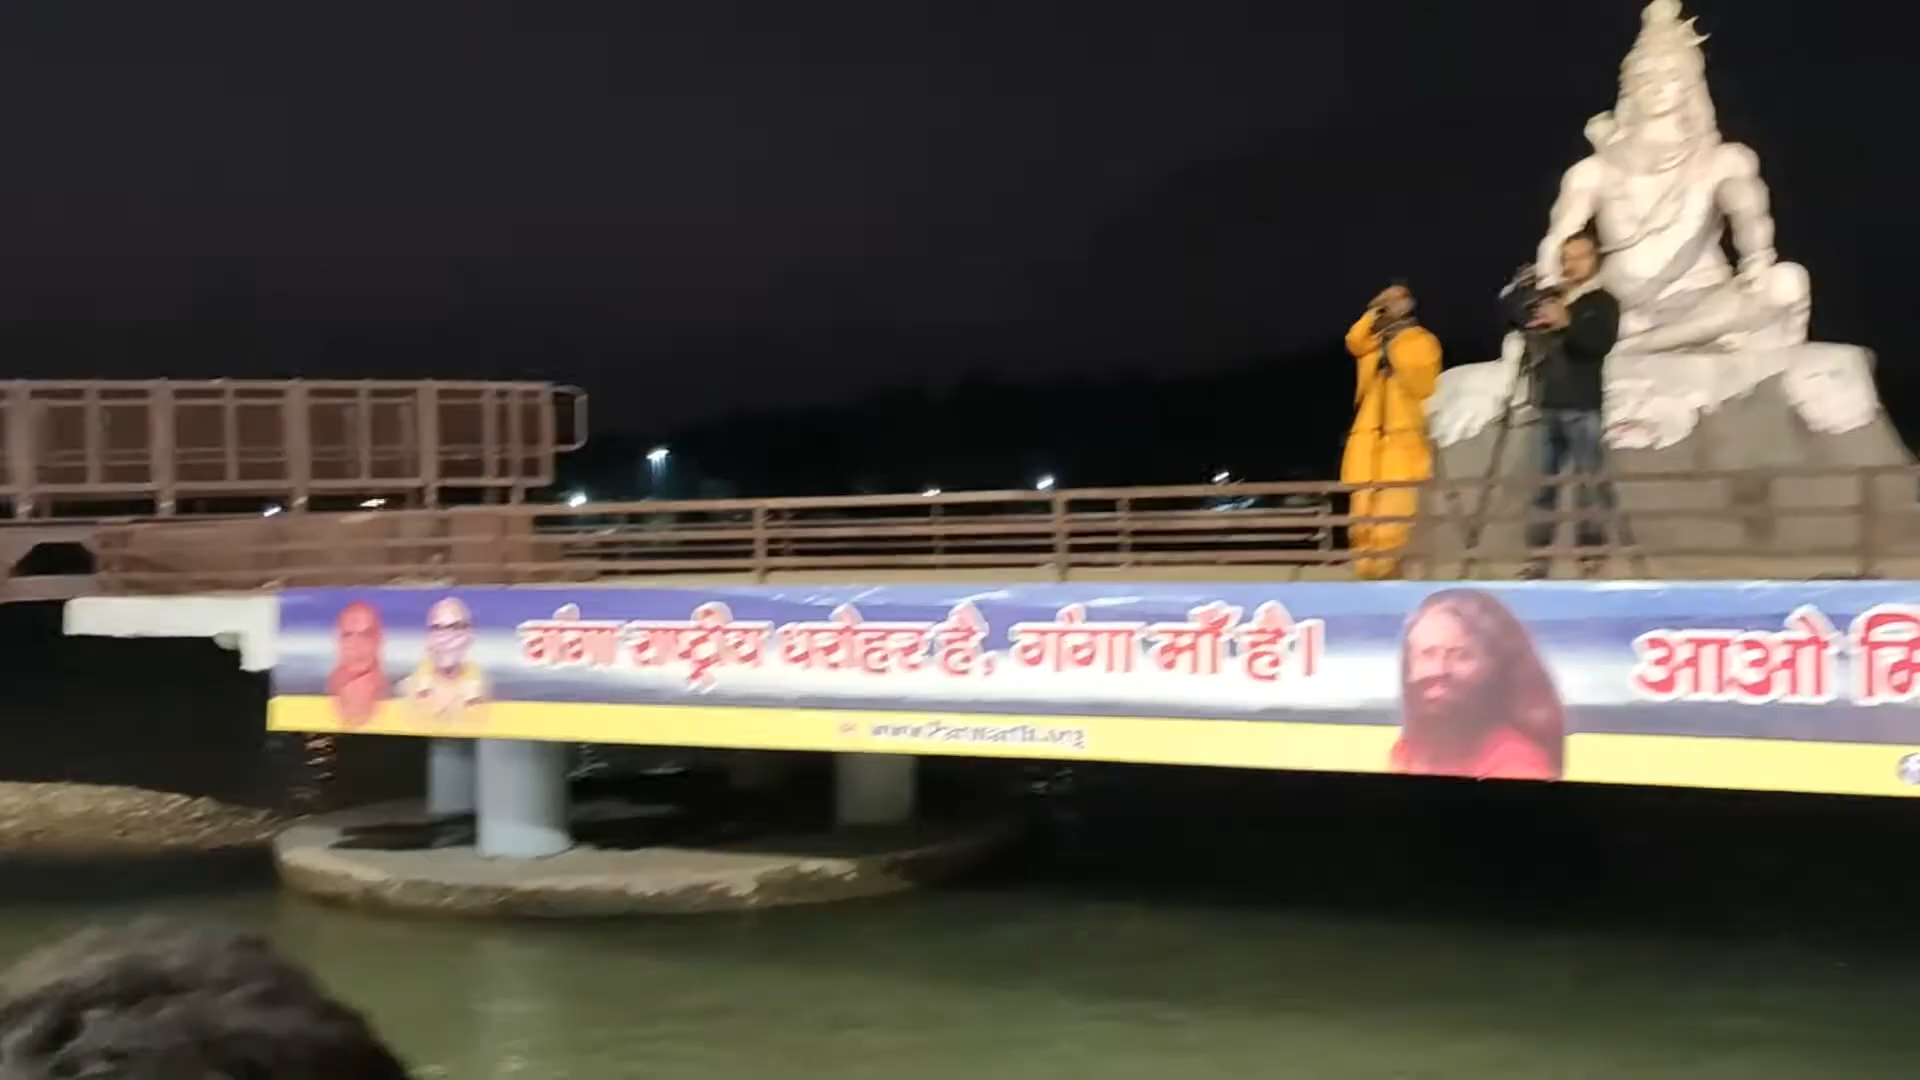 गंगा राष्ट्रीय धरोहर है, गंगा माँ है।
आओ मि